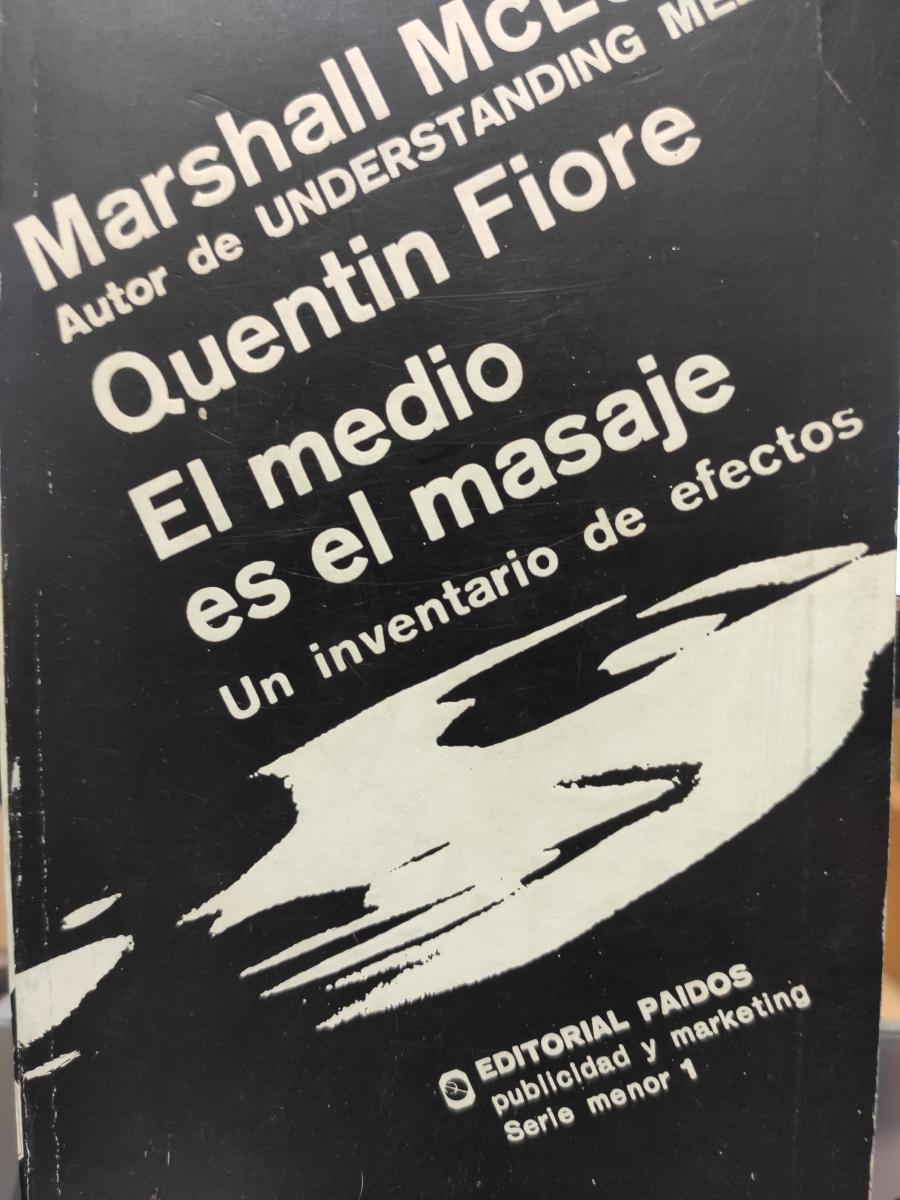 Marshall
Autor de UNDERSTANDING
Quentin Fiore
El medio
es el masaje
Un inventario de efectos
EDITORIAL PAIDOS
publicidad y marketing
Serie menor 1